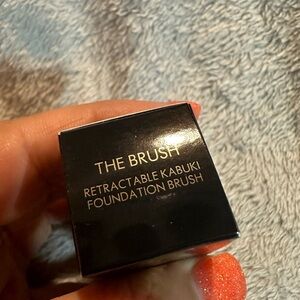 THE BRUSH
RETRACTABLE KABUKI
FOUNDATION BRUSH